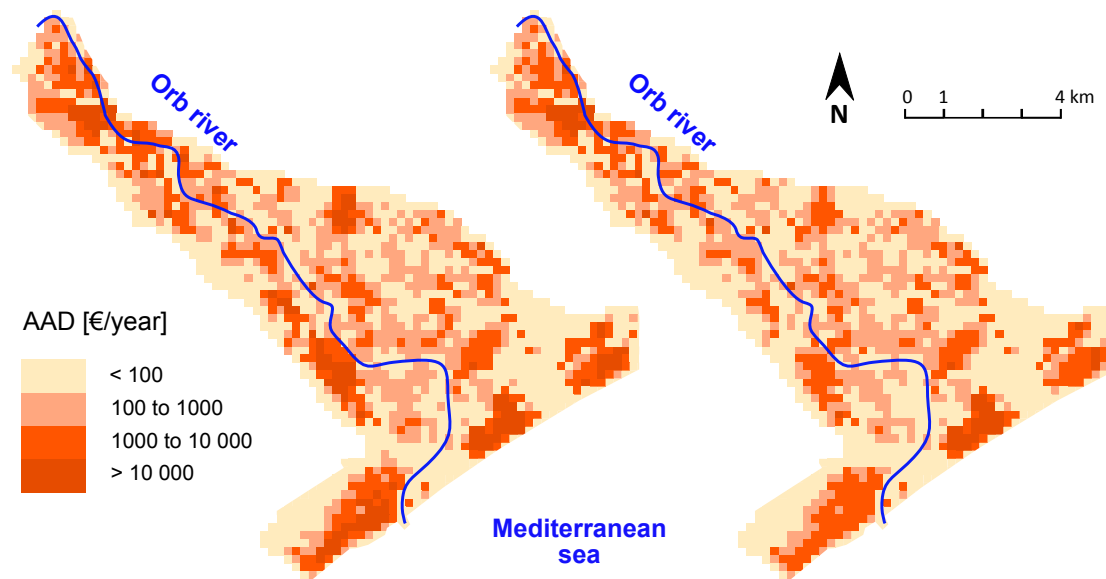 Orb river
Orb river
N
0 1 4 km
AAD [€/year]
< 100
100 to 1000
1000 to 10 000
> 10 000
Mediterranean
sea